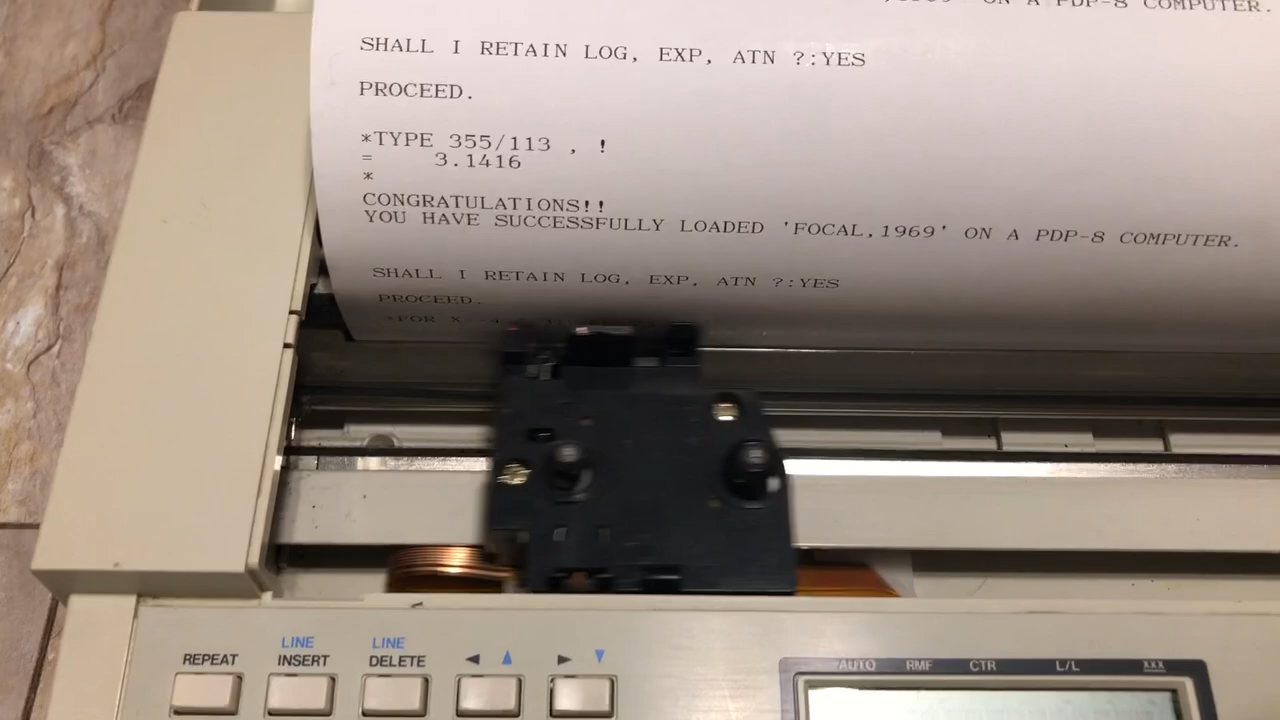 ON A PDP-8 COMPUTER.
SHALL I RETAIN LOG, EXP, ATN ?:YES
PROCEED.
*TYPE 355/113 , !
= 3.1416
*
CONGRATULATIONS!!
YOU HAVE SUCCESSFULLY LOADED 'FOCAL,1969' ON A PDP-8 COMPUTER.
SHALL I RETAIN LOG, EXP, ATN ?:YES
PROCEED.
*FOR X
REPEAT
LINE INSERT
LINE DELETE
AUTO RMF CTR L/L XXX